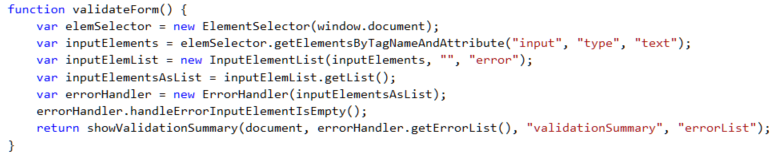 function validateForm() {
    var elemSelector = new ElementSelector(window.document);
    var inputElements = elemSelector.getElementsByTagNameAndAttribute("input", "type", "text");
    var inputElemList = new InputElementList(inputElements, "", "error");
    var inputElementsAsList = inputElemList.getList();
    var errorHandler = new ErrorHandler(inputElementsAsList);
    errorHandler.handleErrorInputElementIsEmpty();
    return showValidationSummary(document, errorHandler.getErrorList(), "validationSummary", "errorList");
}